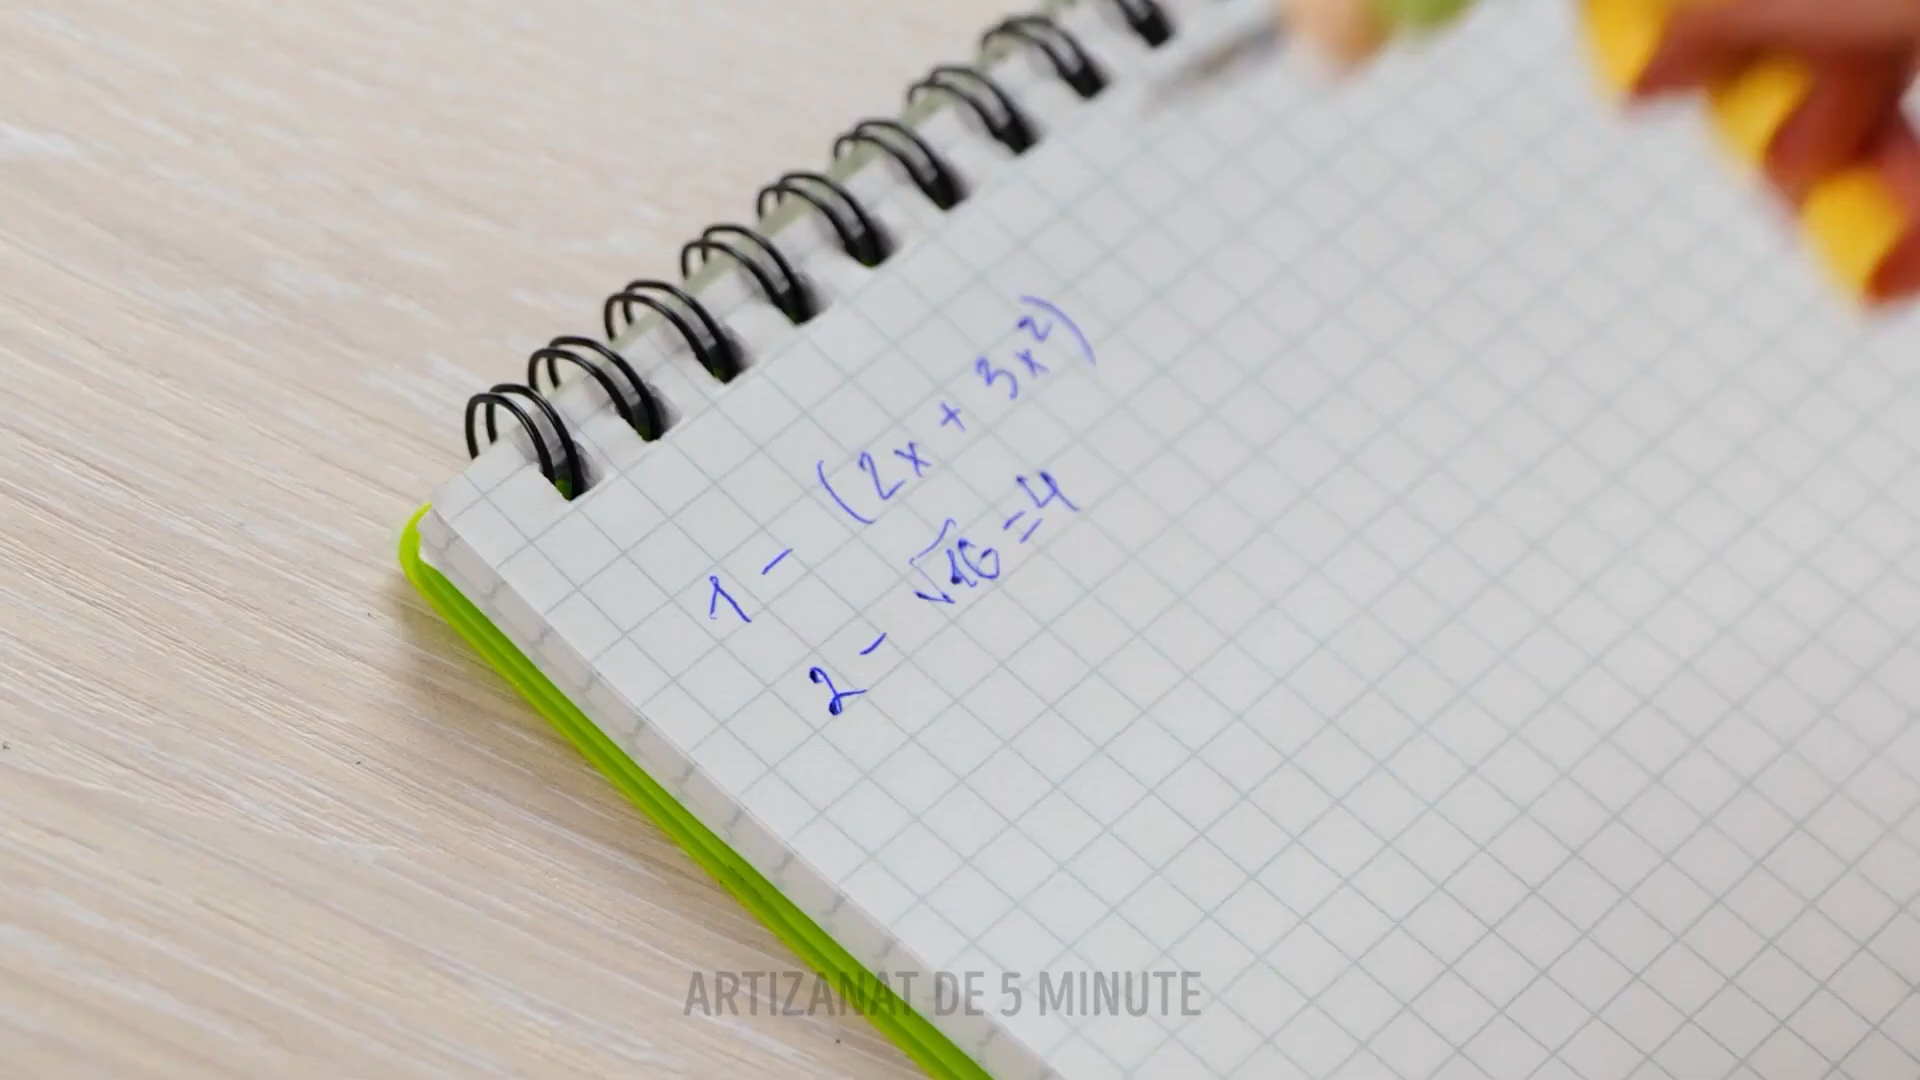 1 - (2x + 3x²)
2 - √16 = 4
ARTIZANAT DE 5 MINUTE